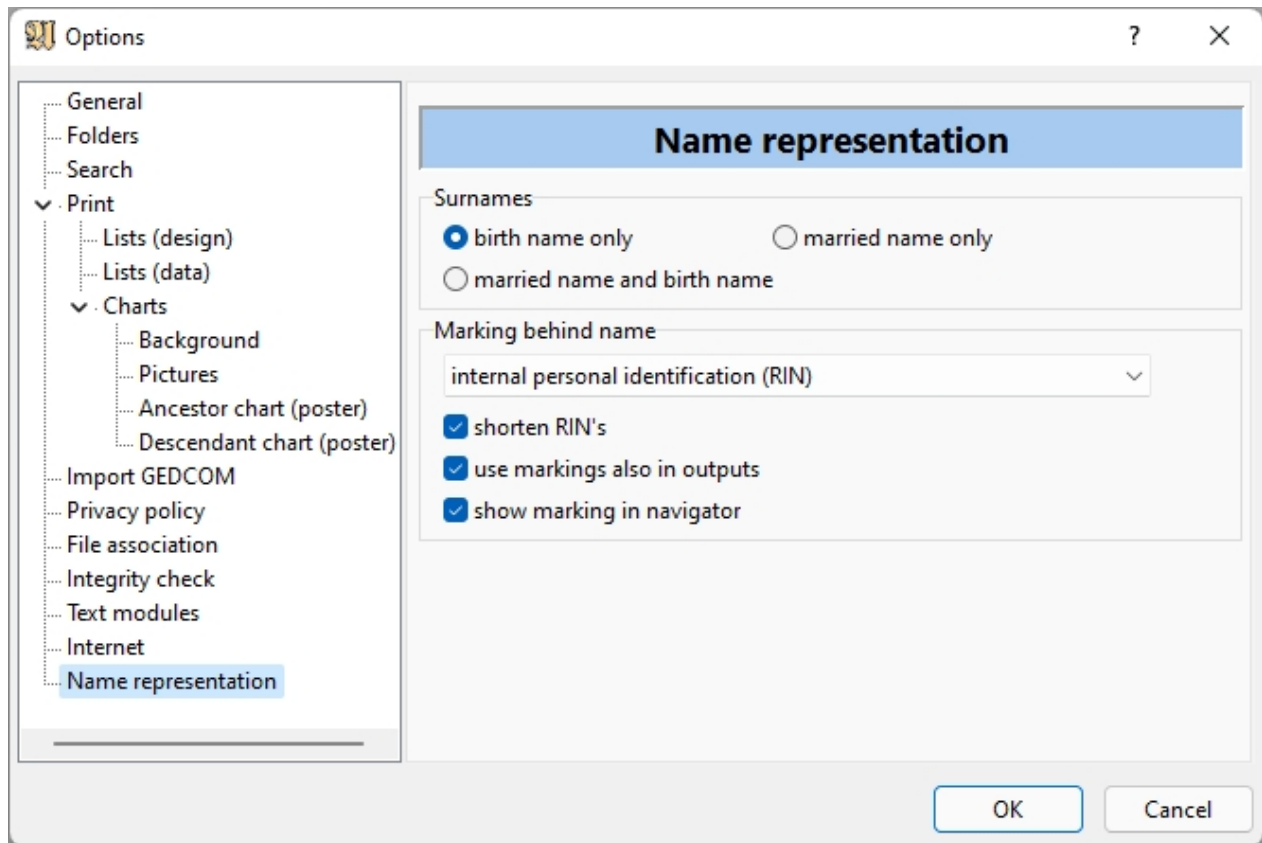 Options ? ×
General
Folders
Search
Print
Lists (design)
Lists (data)
Charts
Background
Pictures
Ancestor chart (poster)
Descendant chart (poster)
Import GEDCOM
Privacy policy
File association
Integrity check
Text modules
Internet
Name representation
Name representation
Surnames
birth name only married name only
married name and birth name
Marking behind name
internal personal identification (RIN)
shorten RIN's
use markings also in outputs
show marking in navigator
OK Cancel